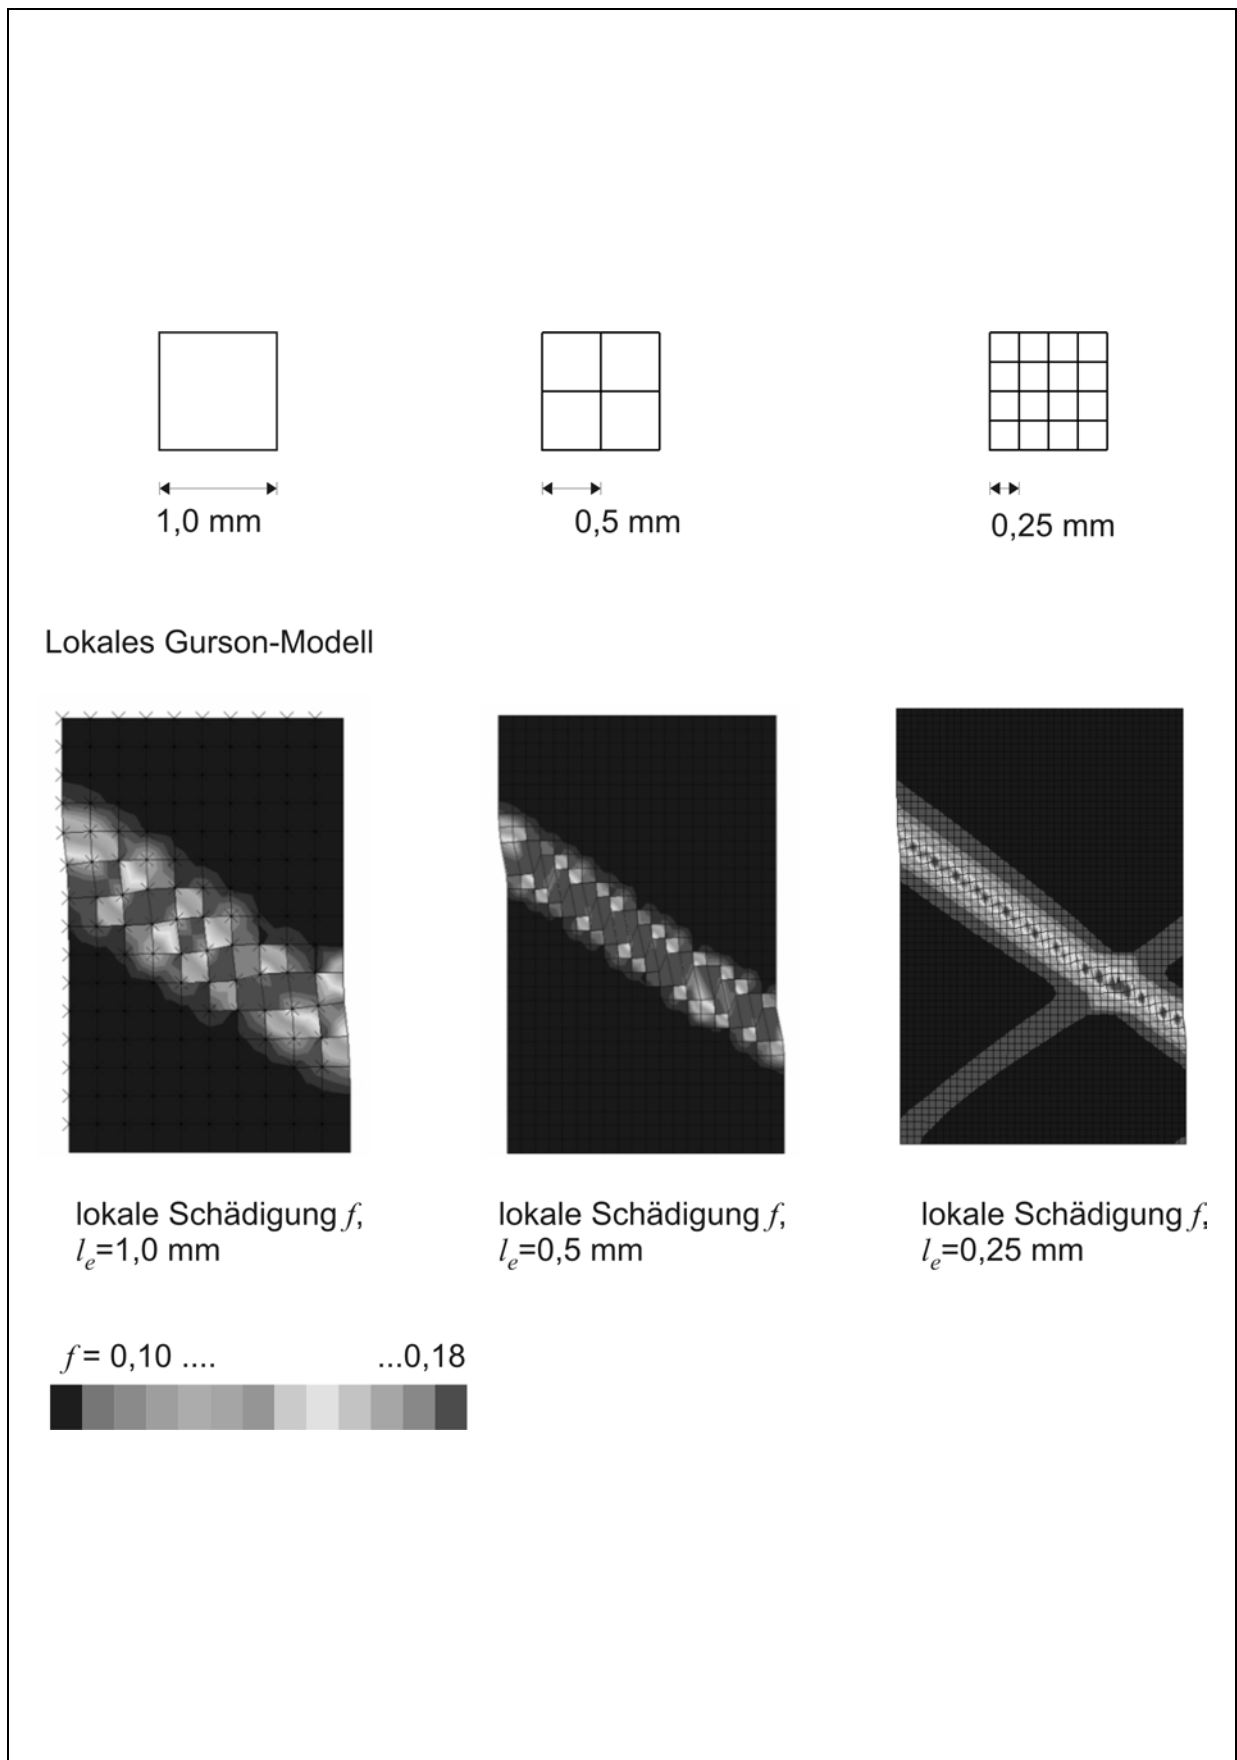 1,0 mm
0,5 mm
0,25 mm
Lokales Gurson-Modell
lokale Schädigung f,
l_e=1,0 mm
lokale Schädigung f,
l_e=0,5 mm
lokale Schädigung f,
l_e=0,25 mm
f = 0,10 .... ...0,18